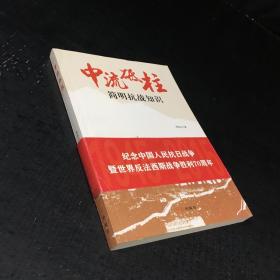 中流砥柱
简明抗战知识
纪念中国人民抗日战争
暨世界反法西斯战争胜利70周年